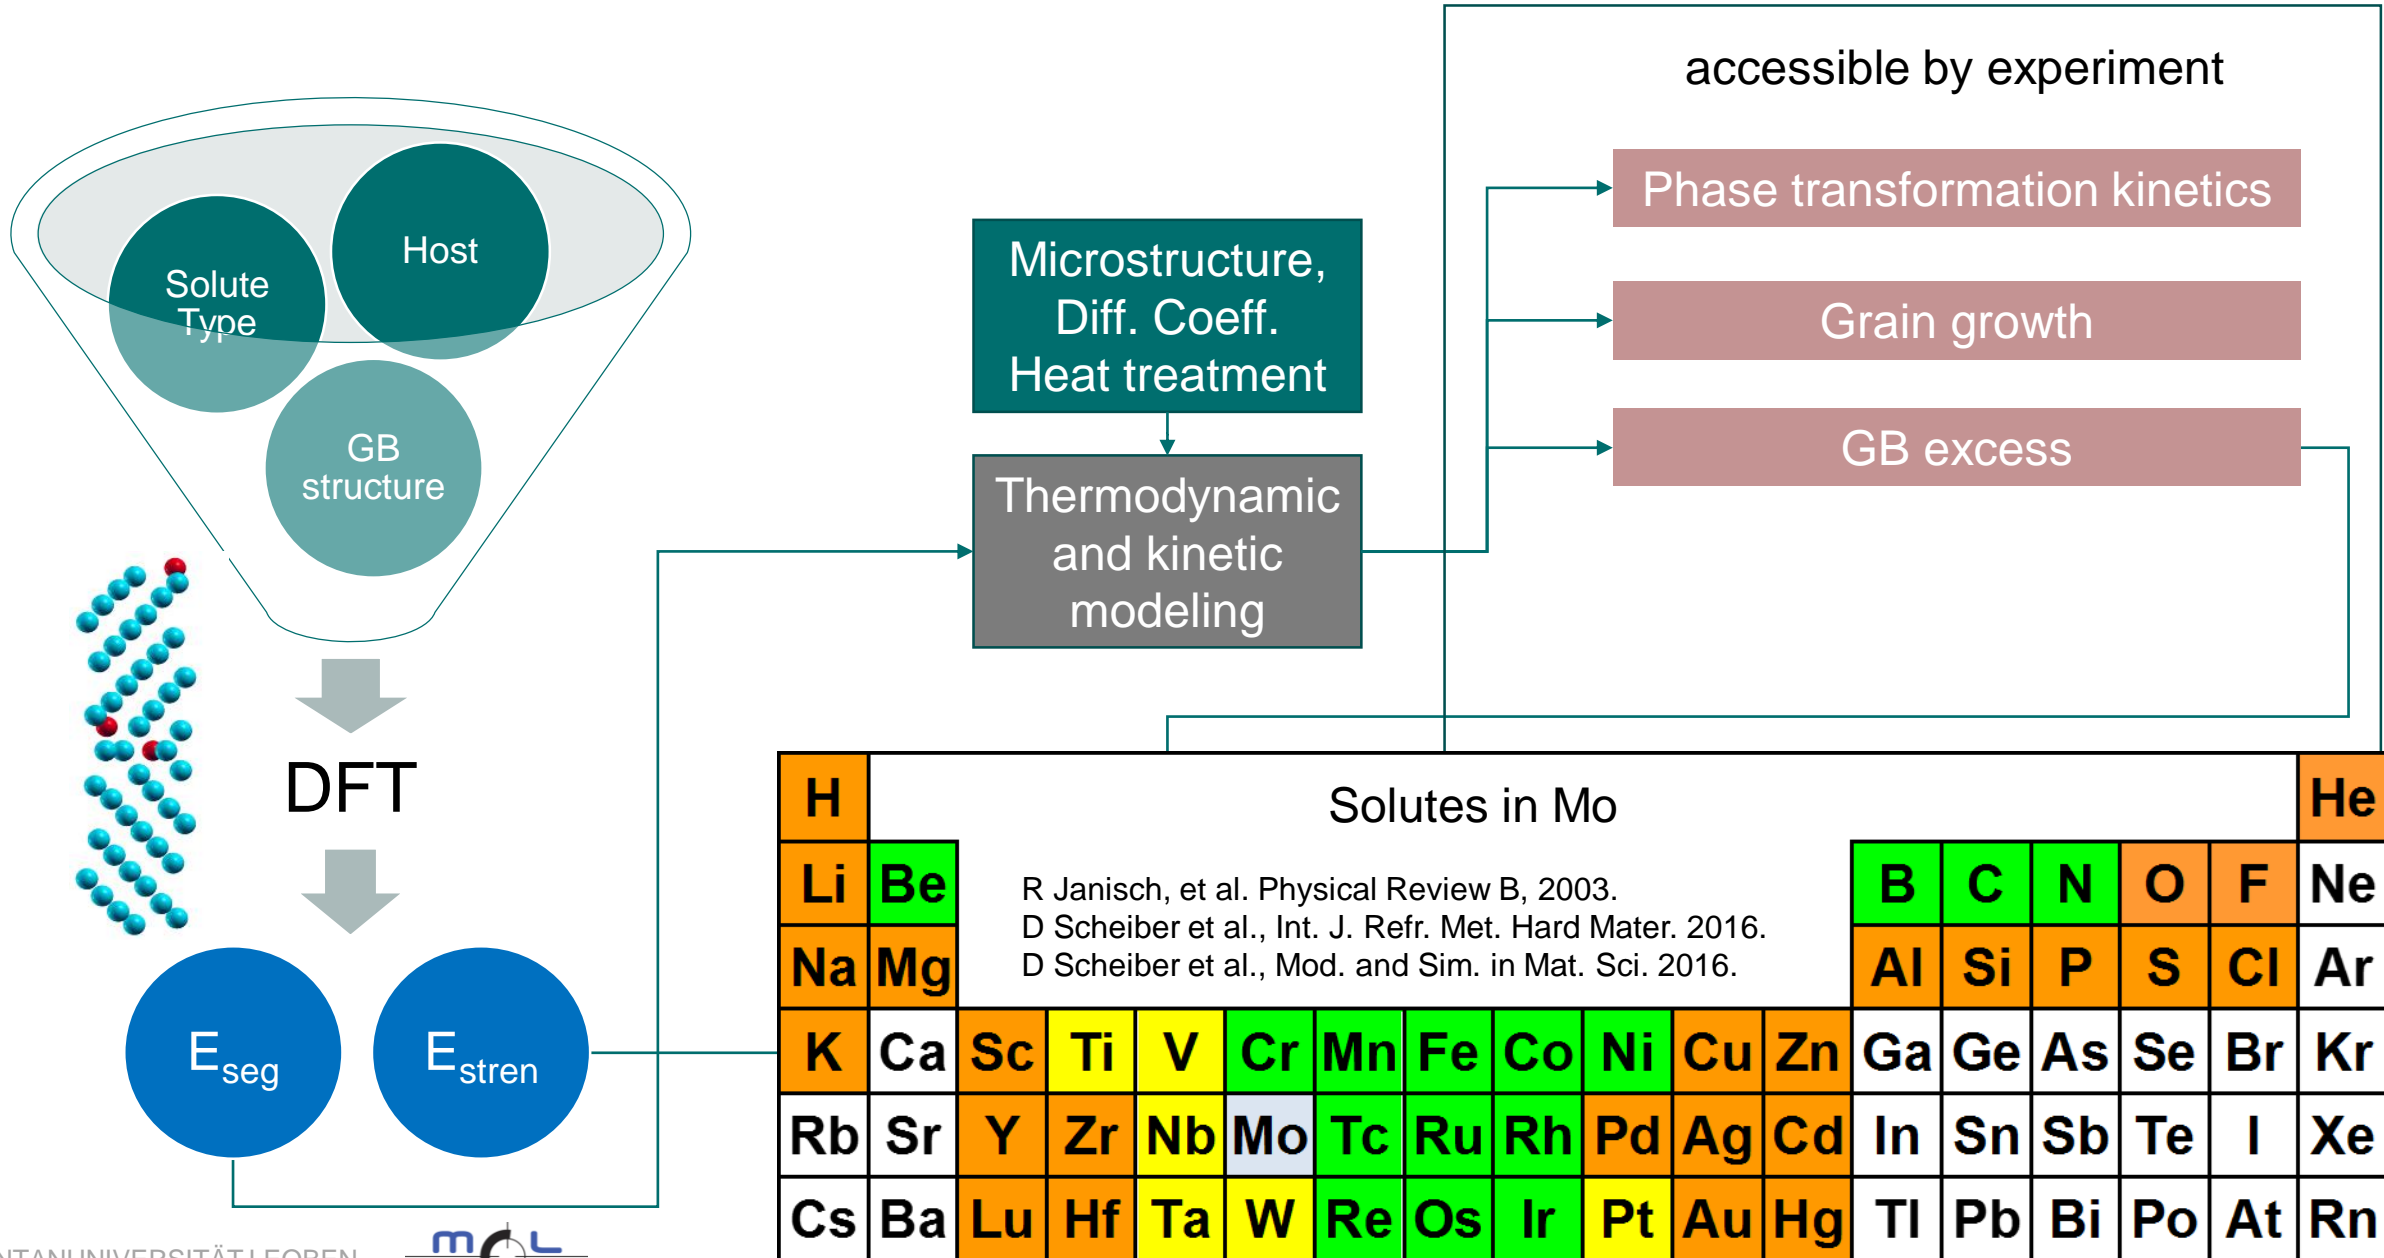 accessible by experiment
Host
Solute
Type
GB
structure
Microstructure,
Diff. Coeff.
Heat treatment
Thermodynamic
and kinetic
modeling
Phase transformation kinetics
Grain growth
GB excess
DFT
Eseg
Estren
Solutes in Mo
R Janisch, et al. Physical Review B, 2003.
D Scheiber et al., Int. J. Refr. Met. Hard Mater. 2016.
D Scheiber et al., Mod. and Sim. in Mat. Sci. 2016.
H He
Li Be B C N O F Ne
Na Mg Al Si P S Cl Ar
K Ca Sc Ti V Cr Mn Fe Co Ni Cu Zn Ga Ge As Se Br Kr
Rb Sr Y Zr Nb Mo Tc Ru Rh Pd Ag Cd In Sn Sb Te I Xe
Cs Ba Lu Hf Ta W Re Os Ir Pt Au Hg Tl Pb Bi Po At Rn
LEOBEN